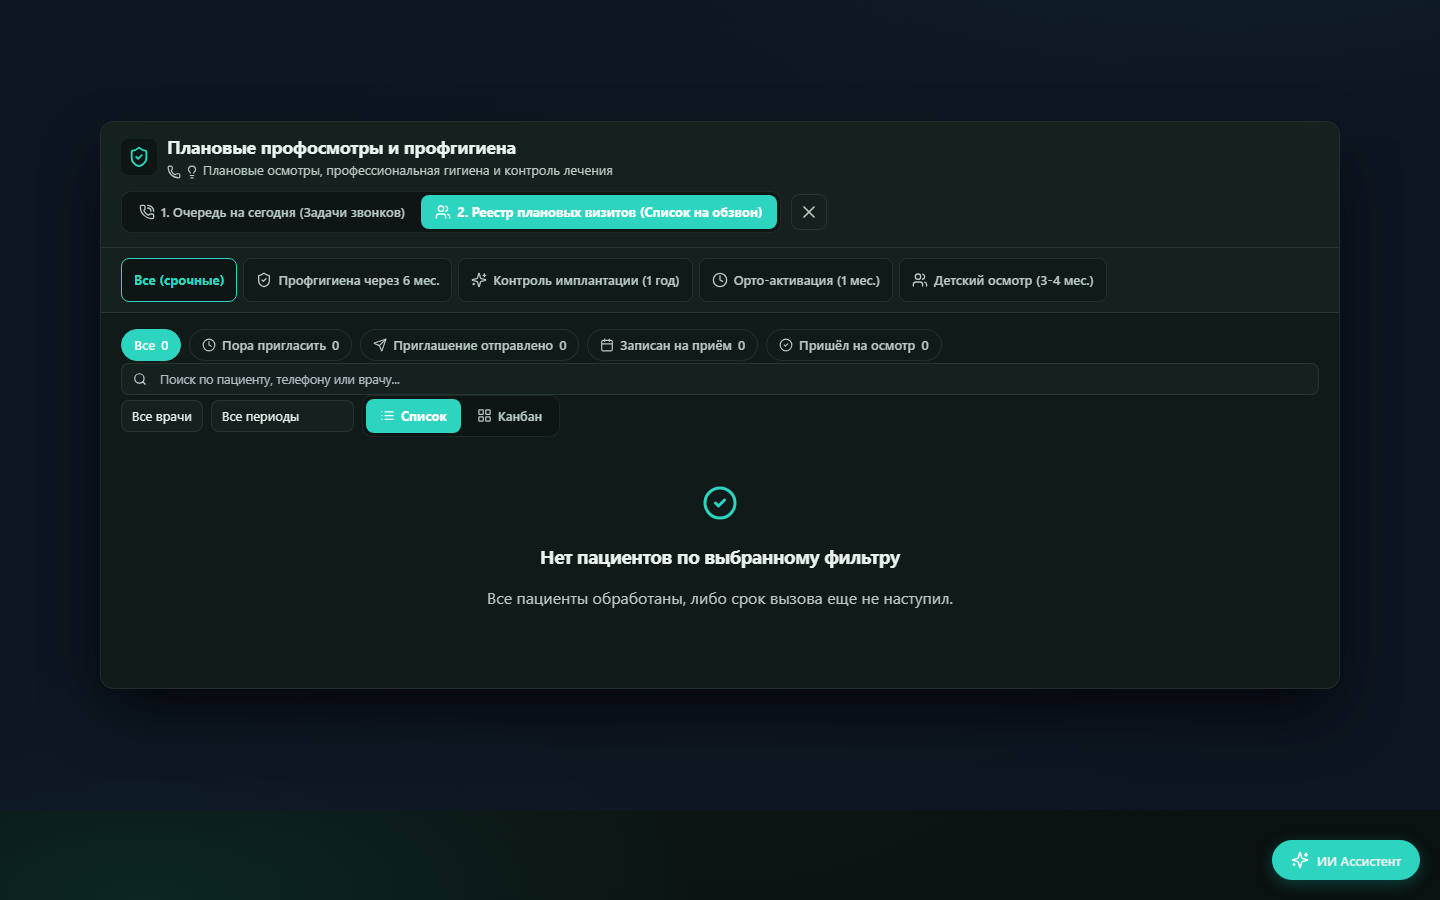 Плановые профосмотры и профгигиена
Плановые осмотры, профессиональная гигиена и контроль лечения
1. Очередь на сегодня (Задачи звонков)
2. Реестр плановых визитов (Список на обзвон)
Все (срочные)
Профгигиена через 6 мес.
Контроль имплантации (1 год)
Орто-активация (1 мес.)
Детский осмотр (3-4 мес.)
Все 0
Пора пригласить 0
Приглашение отправлено 0
Записан на приём 0
Пришёл на осмотр 0
Поиск по пациенту, телефону или врачу...
Все врачи
Все периоды
Список
Канбан
Нет пациентов по выбранному фильтру
Все пациенты обработаны, либо срок вызова еще не наступил.
ИИ Ассистент